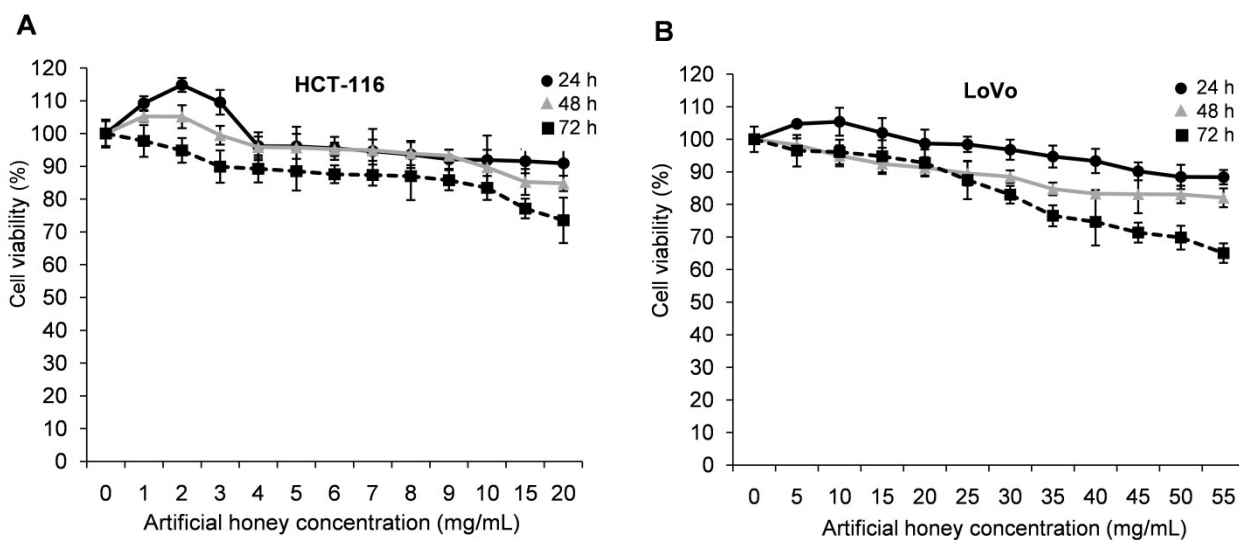 A
HCT-116
24 h
48 h
72 h
Cell viability (%)
120
110
100
90
80
70
60
50
40
30
20
10
0
0 1 2 3 4 5 6 7 8 9 10 15 20
Artificial honey concentration (mg/mL)
B
LoVo
24 h
48 h
72 h
Cell viability (%)
120
110
100
90
80
70
60
50
40
30
20
10
0
0 5 10 15 20 25 30 35 40 45 50 55
Artificial honey concentration (mg/mL)